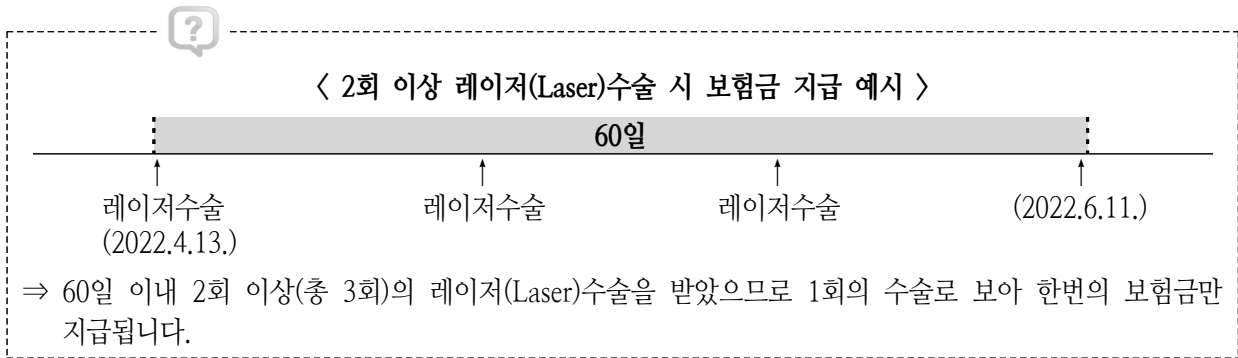 ?
〈 2회 이상 레이저(Laser)수술 시 보험금 지급 예시 〉
60일
레이저수술 레이저수술 레이저수술 (2022.6.11.)
(2022.4.13.)
⇒ 60일 이내 2회 이상(총 3회)의 레이저(Laser)수술을 받았으므로 1회의 수술로 보아 한번의 보험금만
지급됩니다.